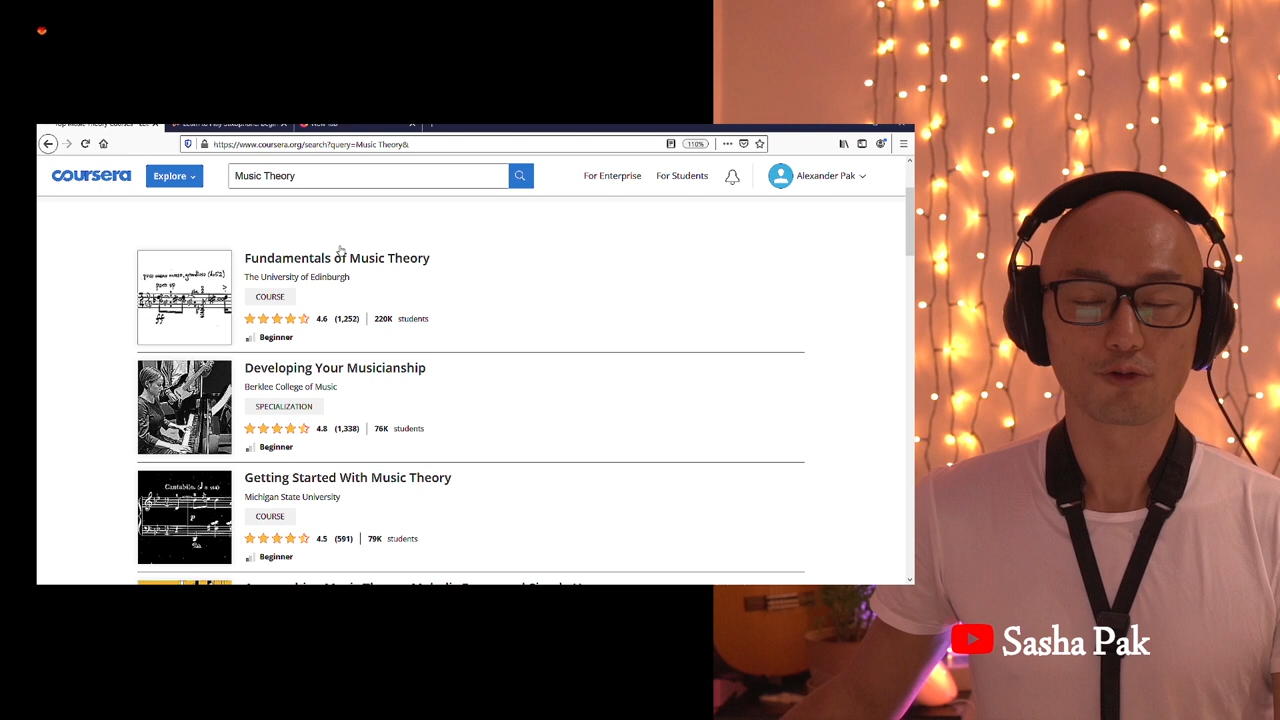 https://www.coursera.org/search?query=Music Theory&
110%
coursera
Explore
Music Theory
For Enterprise
For Students
Alexander Pak
Fundamentals of Music Theory
The University of Edinburgh
COURSE
4.6 (1,252) 220K students
Beginner
Developing Your Musicianship
Berklee College of Music
SPECIALIZATION
4.8 (1,338) 76K students
Beginner
Cantabile.
Getting Started With Music Theory
Michigan State University
COURSE
4.5 (591) 79K students
Beginner
Sasha Pak